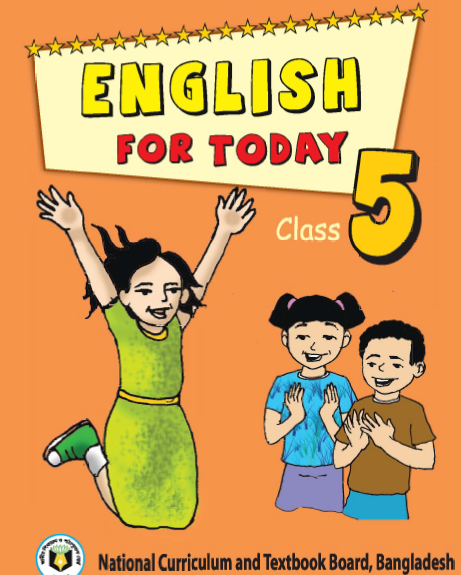 ENGLISH
FOR TODAY
Class 5
National Curriculum and Textbook Board, Bangladesh